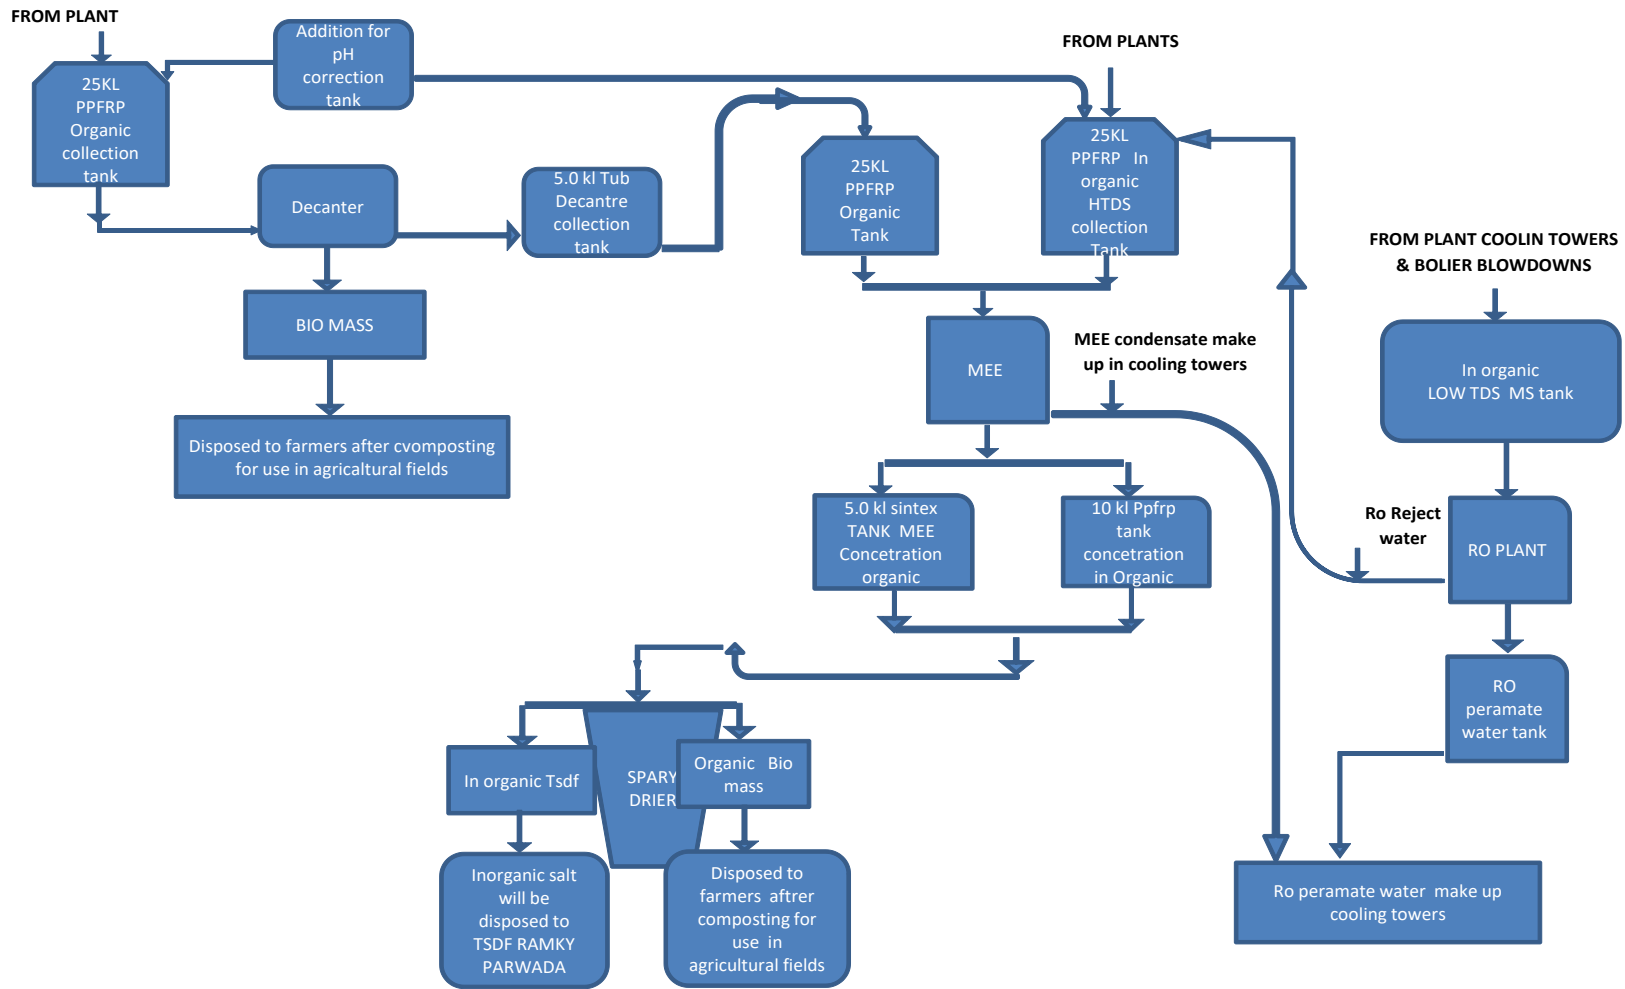 FROM PLANT
Addition for
pH
correction
tank
FROM PLANTS
25KL
PPFRP
Organic
collection
tank
25KL
PPFRP In
organic
HTDS
collection
Tank
25KL
PPFRP
Organic
Tank
5.0 kl Tub
Decantre
collection
tank
Decanter
FROM PLANT COOLIN TOWERS
& BOLIER BLOWDOWNS
BIO MASS
MEE
MEE condensate make
up in cooling towers
In organic
LOW TDS MS tank
Disposed to farmers after cvomposting
for use in agricaltural fields
5.0 kl sintex
TANK MEE
Concetration
organic
10 kl Ppfrp
tank
concetration
in Organic
Ro Reject
water
RO PLANT
RO
peramate
water tank
In organic Tsdf
SPARY
DRIER
Organic Bio
mass
Inorganic salt
will be
disposed to
TSDF RAMKY
PARWADA
Disposed to
farmers aftrer
composting for
use in
agricultural fields
Ro peramate water make up
cooling towers